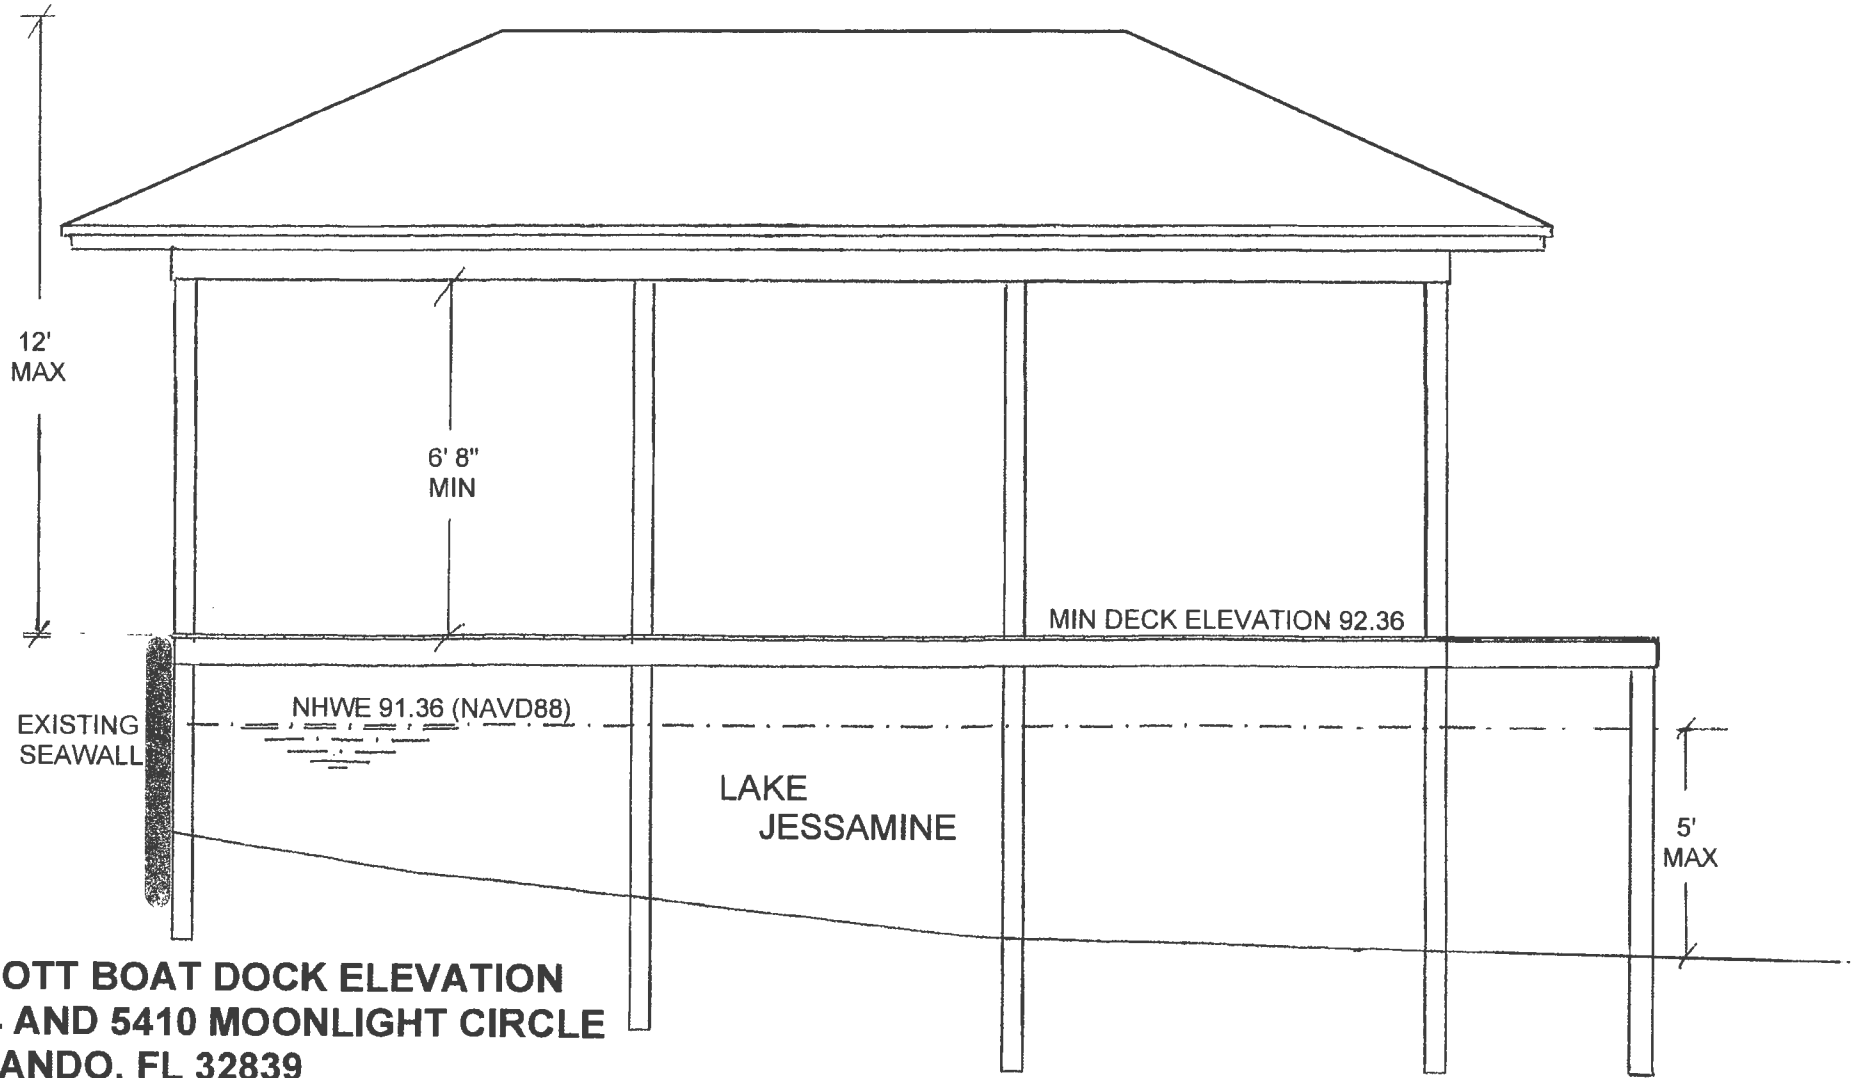 12'
MAX
6' 8"
MIN
MIN DECK ELEVATION 92.36
NHWE 91.36 (NAVD88)
EXISTING
SEAWALL
LAKE
JESSAMINE
5'
MAX
OTT BOAT DOCK ELEVATION
AND 5410 MOONLIGHT CIRCLE
ANDO, FL 32839